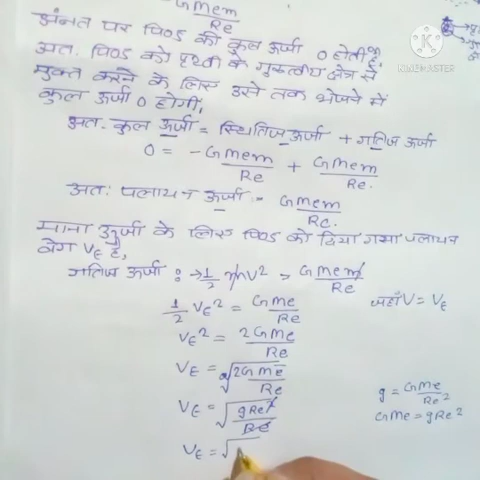 GMem
Re
अंनत पर पिण्ड की कुल ऊर्जा 0 होती है,
अत. पिण्ड को पृथ्वी के गुरुत्वीय क्षेत्र से
मुक्त करने के लिए उसे तक भेजने में
कुल ऊर्जा 0 होगी,
अत. कुल ऊर्जा = स्थितिज ऊर्जा + गतिज ऊर्जा
0 = -GMem/Re + GMem/Re.
अतः पलायन ऊर्जा = GMem/Re.
माना ऊर्जा के लिए पिण्ड को दिया गया पलायन
वेग VE है,
गतिज ऊर्जा : → 1/2 mV² = GMem/Re
जहाँ V = VE
1/2 VE² = GMe/Re
VE² = 2GMe/Re
VE = √2GMe/Re
g = GMe/Re²
VE = √gRe²/Re
GMe = gRe²
VE = √
KINEMASTER